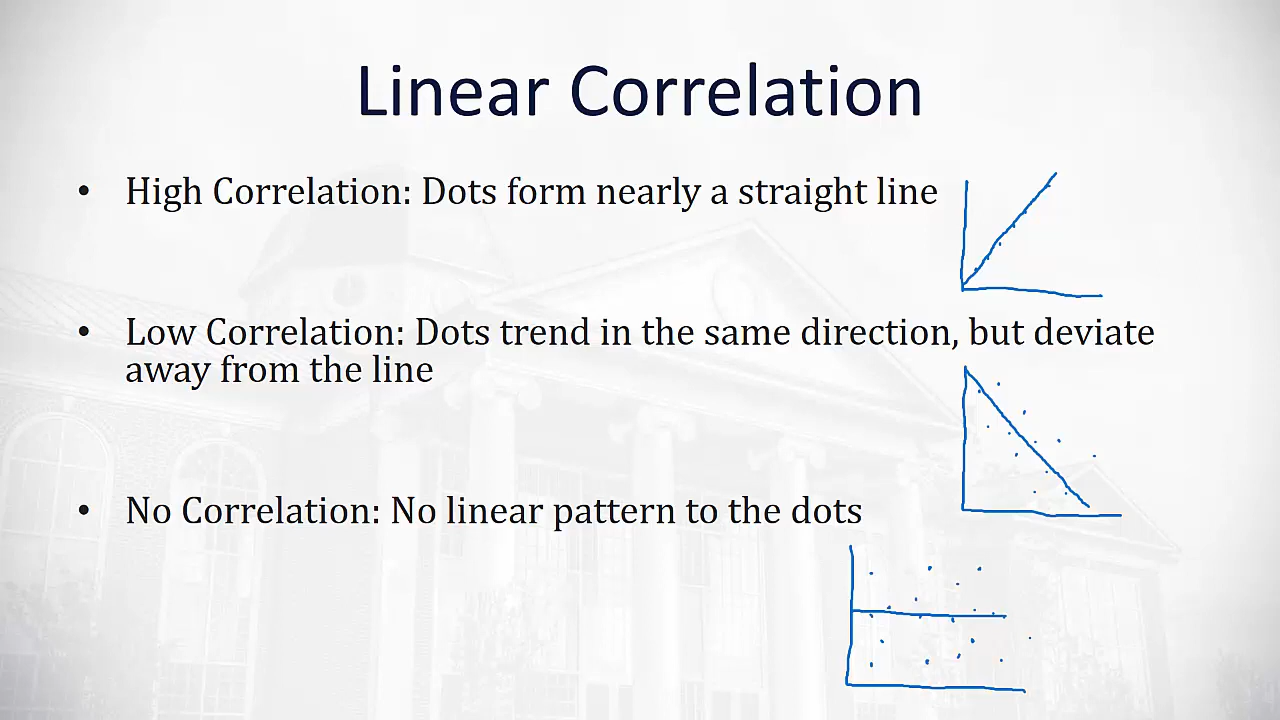 Linear Correlation
• High Correlation: Dots form nearly a straight line
• Low Correlation: Dots trend in the same direction, but deviate
away from the line
• No Correlation: No linear pattern to the dots